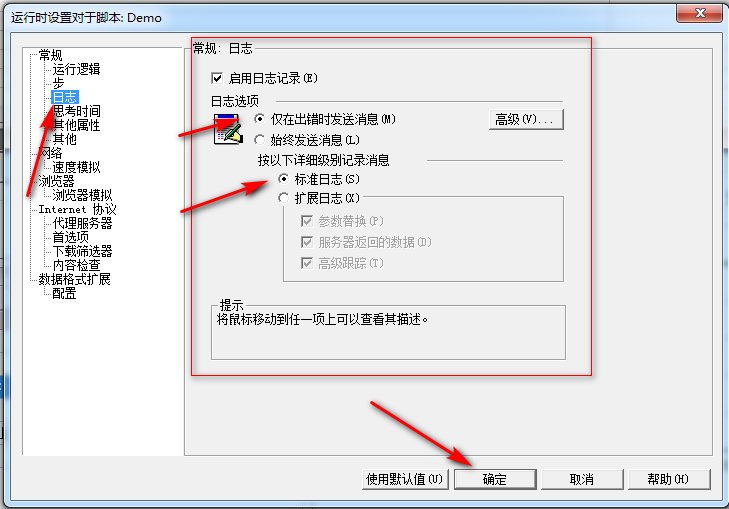 运行时设置对于脚本: Demo
常规
运行逻辑
步
日志
思考时间
其他属性
其他
网络
速度模拟
浏览器
浏览器模拟
Internet 协议
代理服务器
首选项
下载筛选器
内容检查
数据格式扩展
配置
常规: 日志
启用日志记录(E)
日志选项
仅在出错时发送消息(M)
高级(V)...
始终发送消息(L)
按以下详细级别记录消息
标准日志(S)
扩展日志(X)
参数替换(P)
服务器返回的数据(D)
高级跟踪(T)
提示
将鼠标移动到任一项上可以查看其描述。
使用默认值(U)
确定
取消
帮助(H)